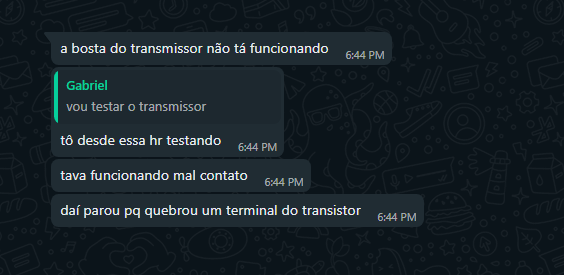 a bosta do transmissor não tá funcionando
6:44 PM
Gabriel
vou testar o transmissor
tô desde essa hr testando
6:44 PM
tava funcionando mal contato
6:44 PM
daí parou pq quebrou um terminal do transistor
6:44 PM